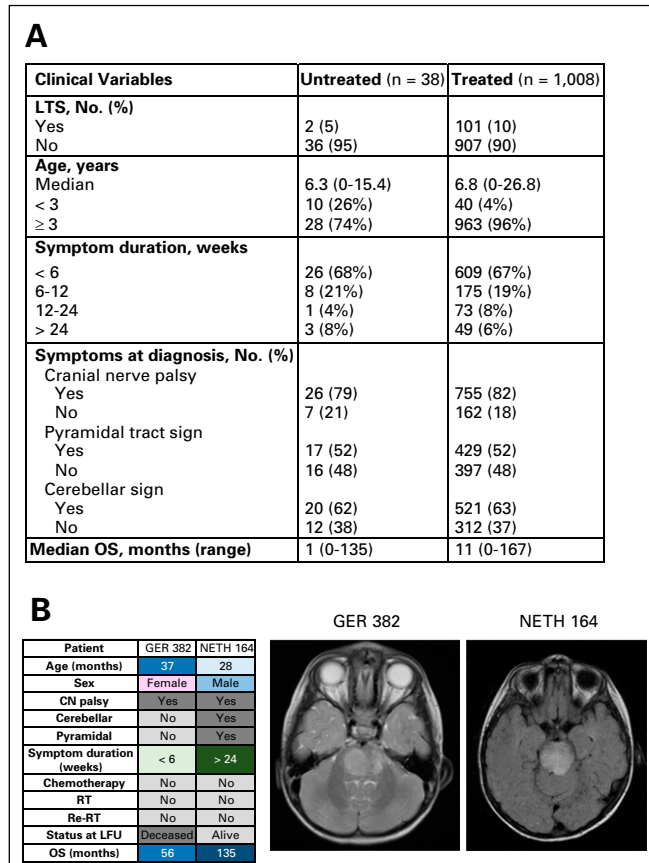 A
Clinical Variables Untreated (n = 38) Treated (n = 1,008)
LTS, No. (%)
Yes 2 (5) 101 (10)
No 36 (95) 907 (90)
Age, years
Median 6.3 (0-15.4) 6.8 (0-26.8)
< 3 10 (26%) 40 (4%)
≥ 3 28 (74%) 963 (96%)
Symptom duration, weeks
< 6 26 (68%) 609 (67%)
6-12 8 (21%) 175 (19%)
12-24 1 (4%) 73 (8%)
> 24 3 (8%) 49 (6%)
Symptoms at diagnosis, No. (%)
Cranial nerve palsy
Yes 26 (79) 755 (82)
No 7 (21) 162 (18)
Pyramidal tract sign
Yes 17 (52) 429 (52)
No 16 (48) 397 (48)
Cerebellar sign
Yes 20 (62) 521 (63)
No 12 (38) 312 (37)
Median OS, months (range) 1 (0-135) 11 (0-167)
B
GER 382 NETH 164
Patient GER 382 NETH 164
Age (months) 37 28
Sex Female Male
CN palsy Yes Yes
Cerebellar No Yes
Pyramidal No Yes
Symptom duration
(weeks) < 6 > 24
Chemotherapy No No
RT No No
Re-RT No No
Status at LFU Deceased Alive
OS (months) 56 135